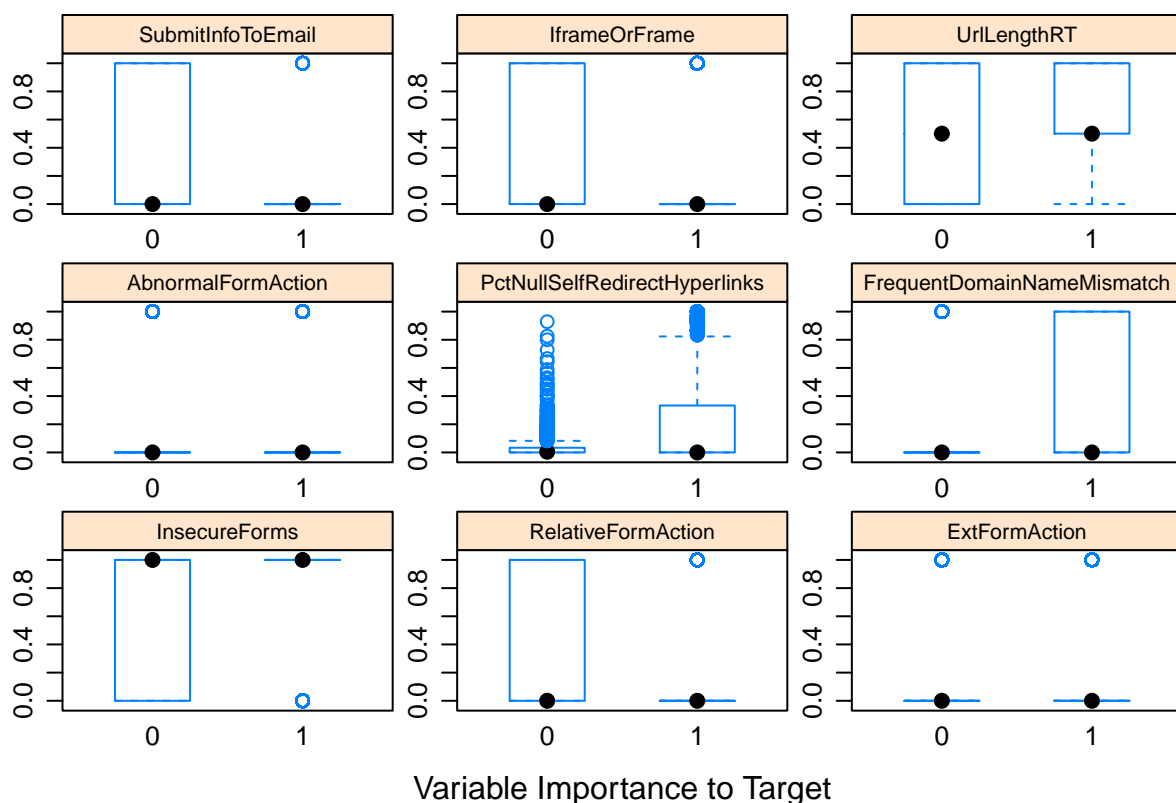 SubmitInfoToEmail
IframeOrFrame
UrlLengthRT
0.0 0.4 0.8
0.0 0.4 0.8
0.0 0.4 0.8
0 1
0 1
0 1
AbnormalFormAction
PctNullSelfRedirectHyperlinks
FrequentDomainNameMismatch
0.0 0.4 0.8
0.0 0.4 0.8
0.0 0.4 0.8
0 1
0 1
0 1
InsecureForms
RelativeFormAction
ExtFormAction
0.0 0.4 0.8
0.0 0.4 0.8
0.0 0.4 0.8
0 1
0 1
0 1
Variable Importance to Target